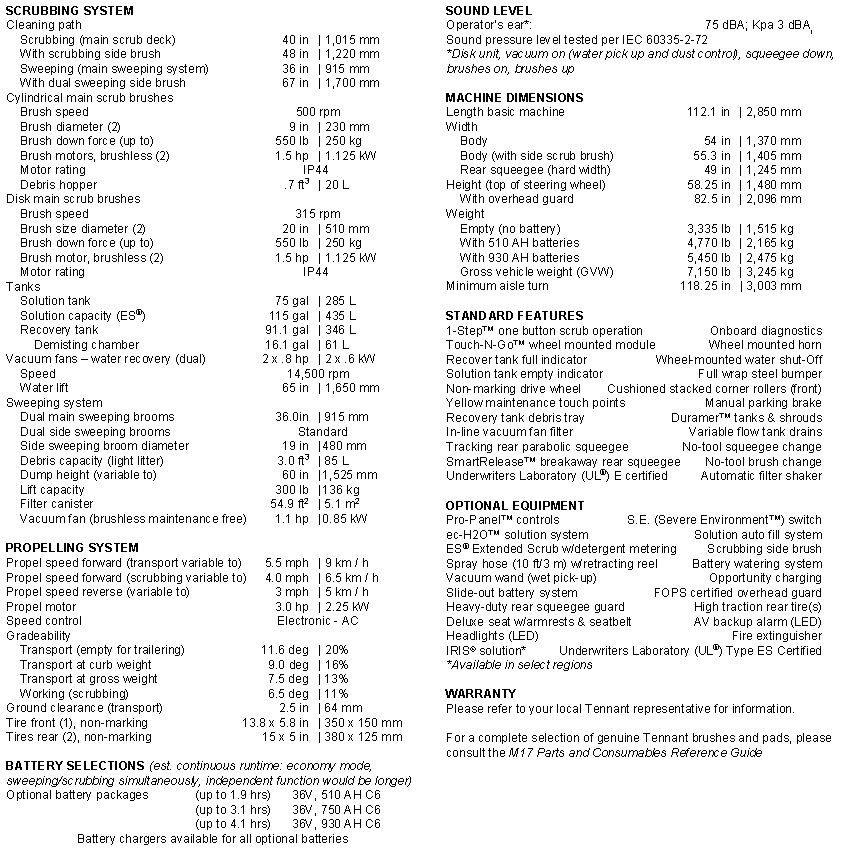 SCRUBBING SYSTEM
Cleaning path
Scrubbing (main scrub deck) 40 in | 1,015 mm
With scrubbing side brush 48 in | 1,220 mm
Sweeping (main sweeping system) 36 in | 915 mm
With dual sweeping side brush 67 in | 1,700 mm
Cylindrical main scrub brushes
Brush speed 500 rpm
Brush diameter (2) 9 in | 230 mm
Brush down force (up to) 550 lb | 250 kg
Brush motors, brushless (2) 1.5 hp | 1.125 kW
Motor rating IP44
Debris hopper .7 ft³ | 20 L
Disk main scrub brushes
Brush speed 315 rpm
Brush size diameter (2) 20 in | 510 mm
Brush down force (up to) 550 lb | 250 kg
Brush motor, brushless (2) 1.5 hp | 1.125 kW
Motor rating IP44
Tanks
Solution tank 75 gal | 285 L
Solution capacity (ES®) 115 gal | 435 L
Recovery tank 91.1 gal | 346 L
Demisting chamber 16.1 gal | 61 L
Vacuum fans – water recovery (dual) 2 x .8 hp | 2 x .6 kW
Speed 14,500 rpm
Water lift 65 in | 1,650 mm
Sweeping system
Dual main sweeping brooms 36.0in | 915 mm
Dual side sweeping brooms Standard
Side sweeping broom diameter 19 in |480 mm
Debris capacity (light litter) 3.0 ft³ | 85 L
Dump height (variable to) 60 in |1,525 mm
Lift capacity 300 lb |136 kg
Filter canister 54.9 ft² | 5.1 m²
Vacuum fan (brushless maintenance free) 1.1 hp |0.85 kW
PROPELLING SYSTEM
Propel speed forward (transport variable to) 5.5 mph | 9 km / h
Propel speed forward (scrubbing variable to) 4.0 mph | 6.5 km / h
Propel speed reverse (variable to) 3 mph | 5 km / h
Propel motor 3.0 hp | 2.25 kW
Speed control Electronic - AC
Gradeability
Transport (empty for trailering) 11.6 deg | 20%
Transport at curb weight 9.0 deg | 16%
Transport at gross weight 7.5 deg | 13%
Working (scrubbing) 6.5 deg | 11%
Ground clearance (transport) 2.5 in | 64 mm
Tire front (1), non-marking 13.8 x 5.8 in | 350 x 150 mm
Tires rear (2), non-marking 15 x 5 in | 380 x 125 mm
BATTERY SELECTIONS (est. continuous runtime: economy mode,
sweeping/scrubbing simultaneously, independent function would be longer)
Optional battery packages (up to 1.9 hrs) 36V, 510 AH C6
(up to 3.1 hrs) 36V, 750 AH C6
(up to 4.1 hrs) 36V, 930 AH C6
Battery chargers available for all optional batteries
SOUND LEVEL
Operator's ear*: 75 dBA; Kpa 3 dBA,
Sound pressure level tested per IEC 60335-2-72
*Disk unit, vacuum on (water pick up and dust control), squeegee down,
brushes on, brushes up
MACHINE DIMENSIONS
Length basic machine 112.1 in | 2,850 mm
Width
Body 54 in | 1,370 mm
Body (with side scrub brush) 55.3 in | 1,405 mm
Rear squeegee (hard width) 49 in | 1,245 mm
Height (top of steering wheel) 58.25 in | 1,480 mm
With overhead guard 82.5 in | 2,096 mm
Weight
Empty (no battery) 3,335 lb | 1,515 kg
With 510 AH batteries 4,770 lb | 2,165 kg
With 930 AH batteries 5,450 lb | 2,475 kg
Gross vehicle weight (GVW) 7,150 lb | 3,245 kg
Minimum aisle turn 118.25 in | 3,003 mm
STANDARD FEATURES
1-Step™ one button scrub operation Onboard diagnostics
Touch-N-Go™ wheel mounted module Wheel mounted horn
Recover tank full indicator Wheel-mounted water shut-Off
Solution tank empty indicator Full wrap steel bumper
Non-marking drive wheel Cushioned stacked corner rollers (front)
Yellow maintenance touch points Manual parking brake
Recovery tank debris tray Duramer™ tanks & shrouds
In-line vacuum fan filter Variable flow tank drains
Tracking rear parabolic squeegee No-tool squeegee change
SmartRelease™ breakaway rear squeegee No-tool brush change
Underwriters Laboratory (UL®) E certified Automatic filter shaker
OPTIONAL EQUIPMENT
Pro-Panel™ controls S.E. (Severe Environment™) switch
ec-H2O™ solution system Solution auto fill system
ES® Extended Scrub w/detergent metering Scrubbing side brush
Spray hose (10 ft/3 m) w/retracting reel Battery watering system
Vacuum wand (wet pick-up) Opportunity charging
Slide-out battery system FOPS certified overhead guard
Heavy-duty rear squeegee guard High traction rear tire(s)
Deluxe seat w/armrests & seatbelt AV backup alarm (LED)
Headlights (LED) Fire extinguisher
IRIS® solution* Underwriters Laboratory (UL®) Type ES Certified
*Available in select regions
WARRANTY
Please refer to your local Tennant representative for information.
For a complete selection of genuine Tennant brushes and pads, please
consult the M17 Parts and Consumables Reference Guide